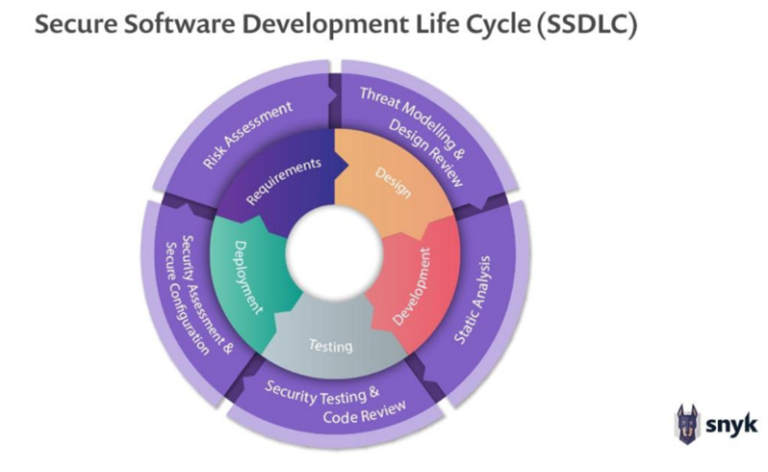 Secure Software Development Life Cycle (SSDLC)
Risk Assessment
Threat Modelling &
Design Review
Requirements
Design
Security Assessment &
Secure Configuration
Deployment
Development
Static Analysis
Testing
Security Testing &
Code Review
snyk